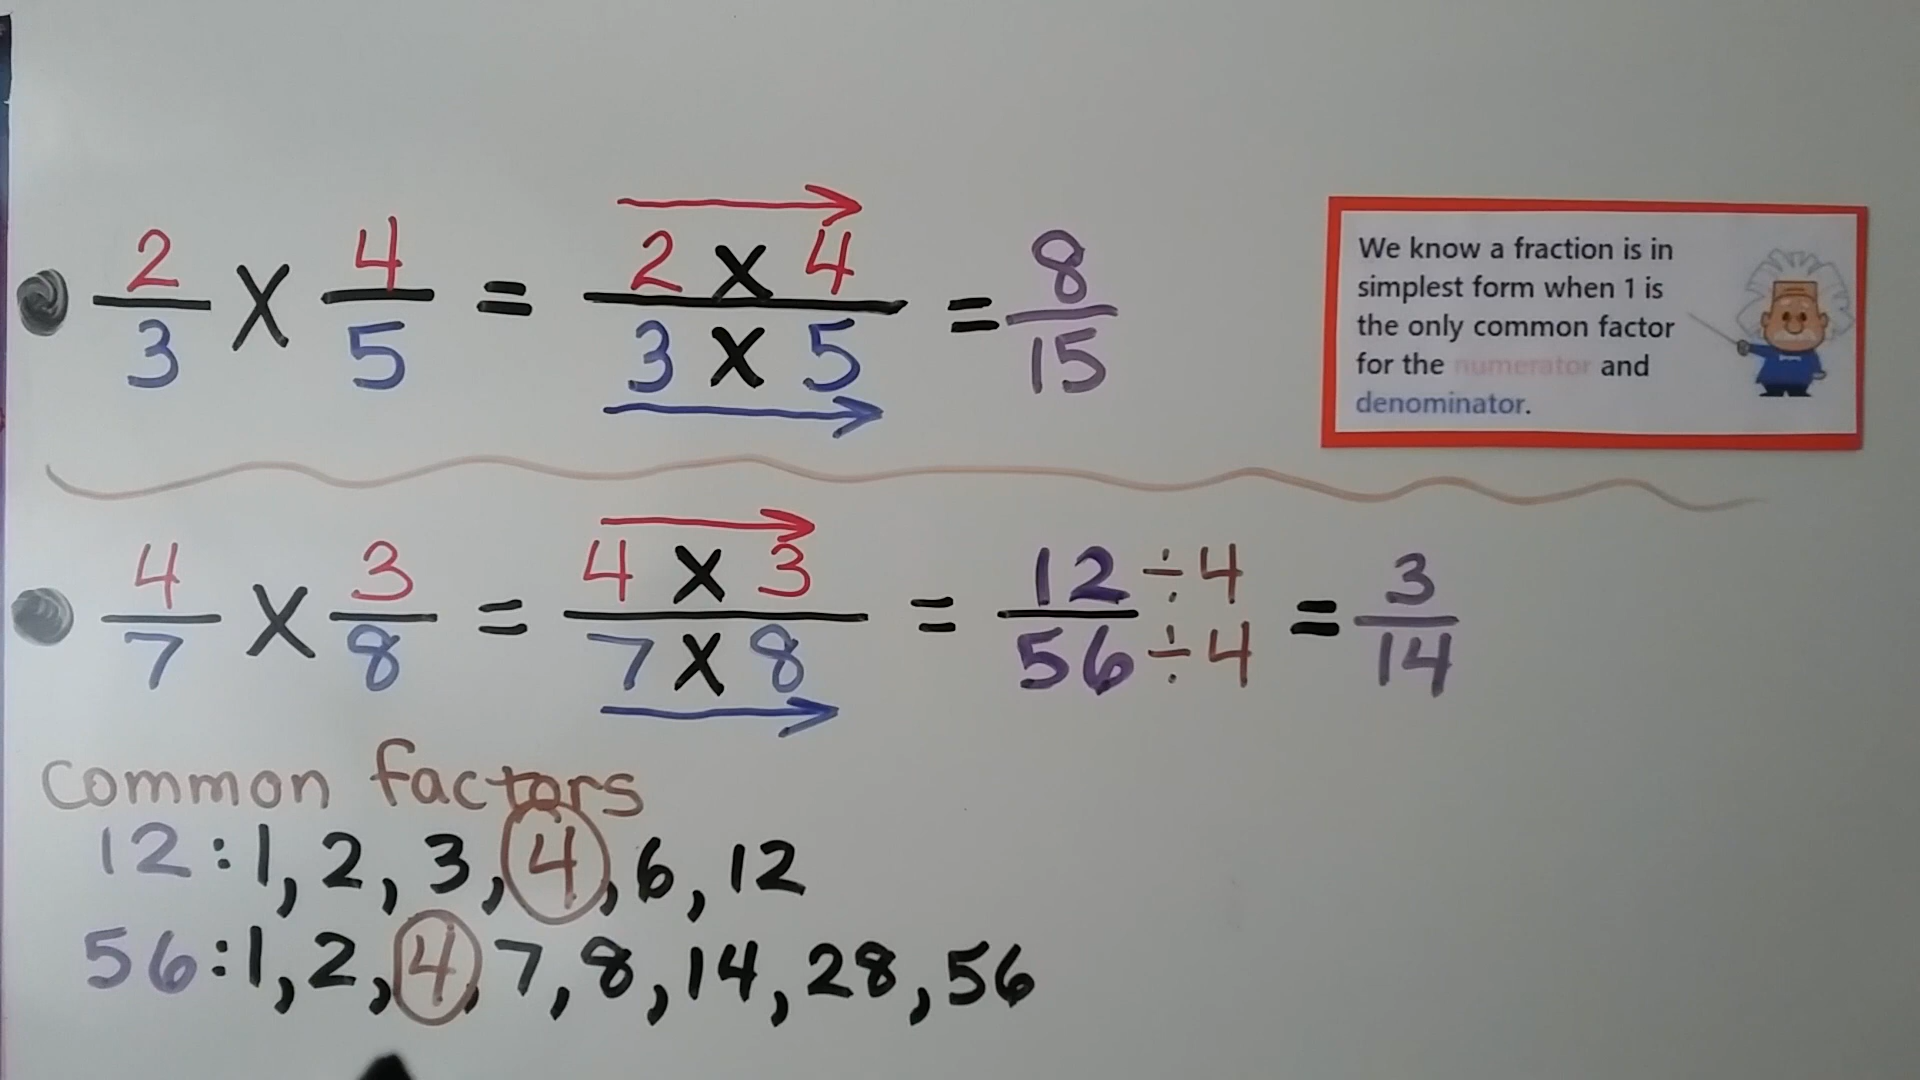 2/3 X 4/5 = 2 x 4/3 x 5 = 8/15
We know a fraction is in
simplest form when 1 is
the only common factor
for the numerator and
denominator.
4/7 X 3/8 = 4 x 3/7 x 8 = 12÷4/56÷4 = 3/14
common factors
12:1, 2, 3, 4, 6, 12
56:1, 2, 4, 7, 8, 14, 28, 56